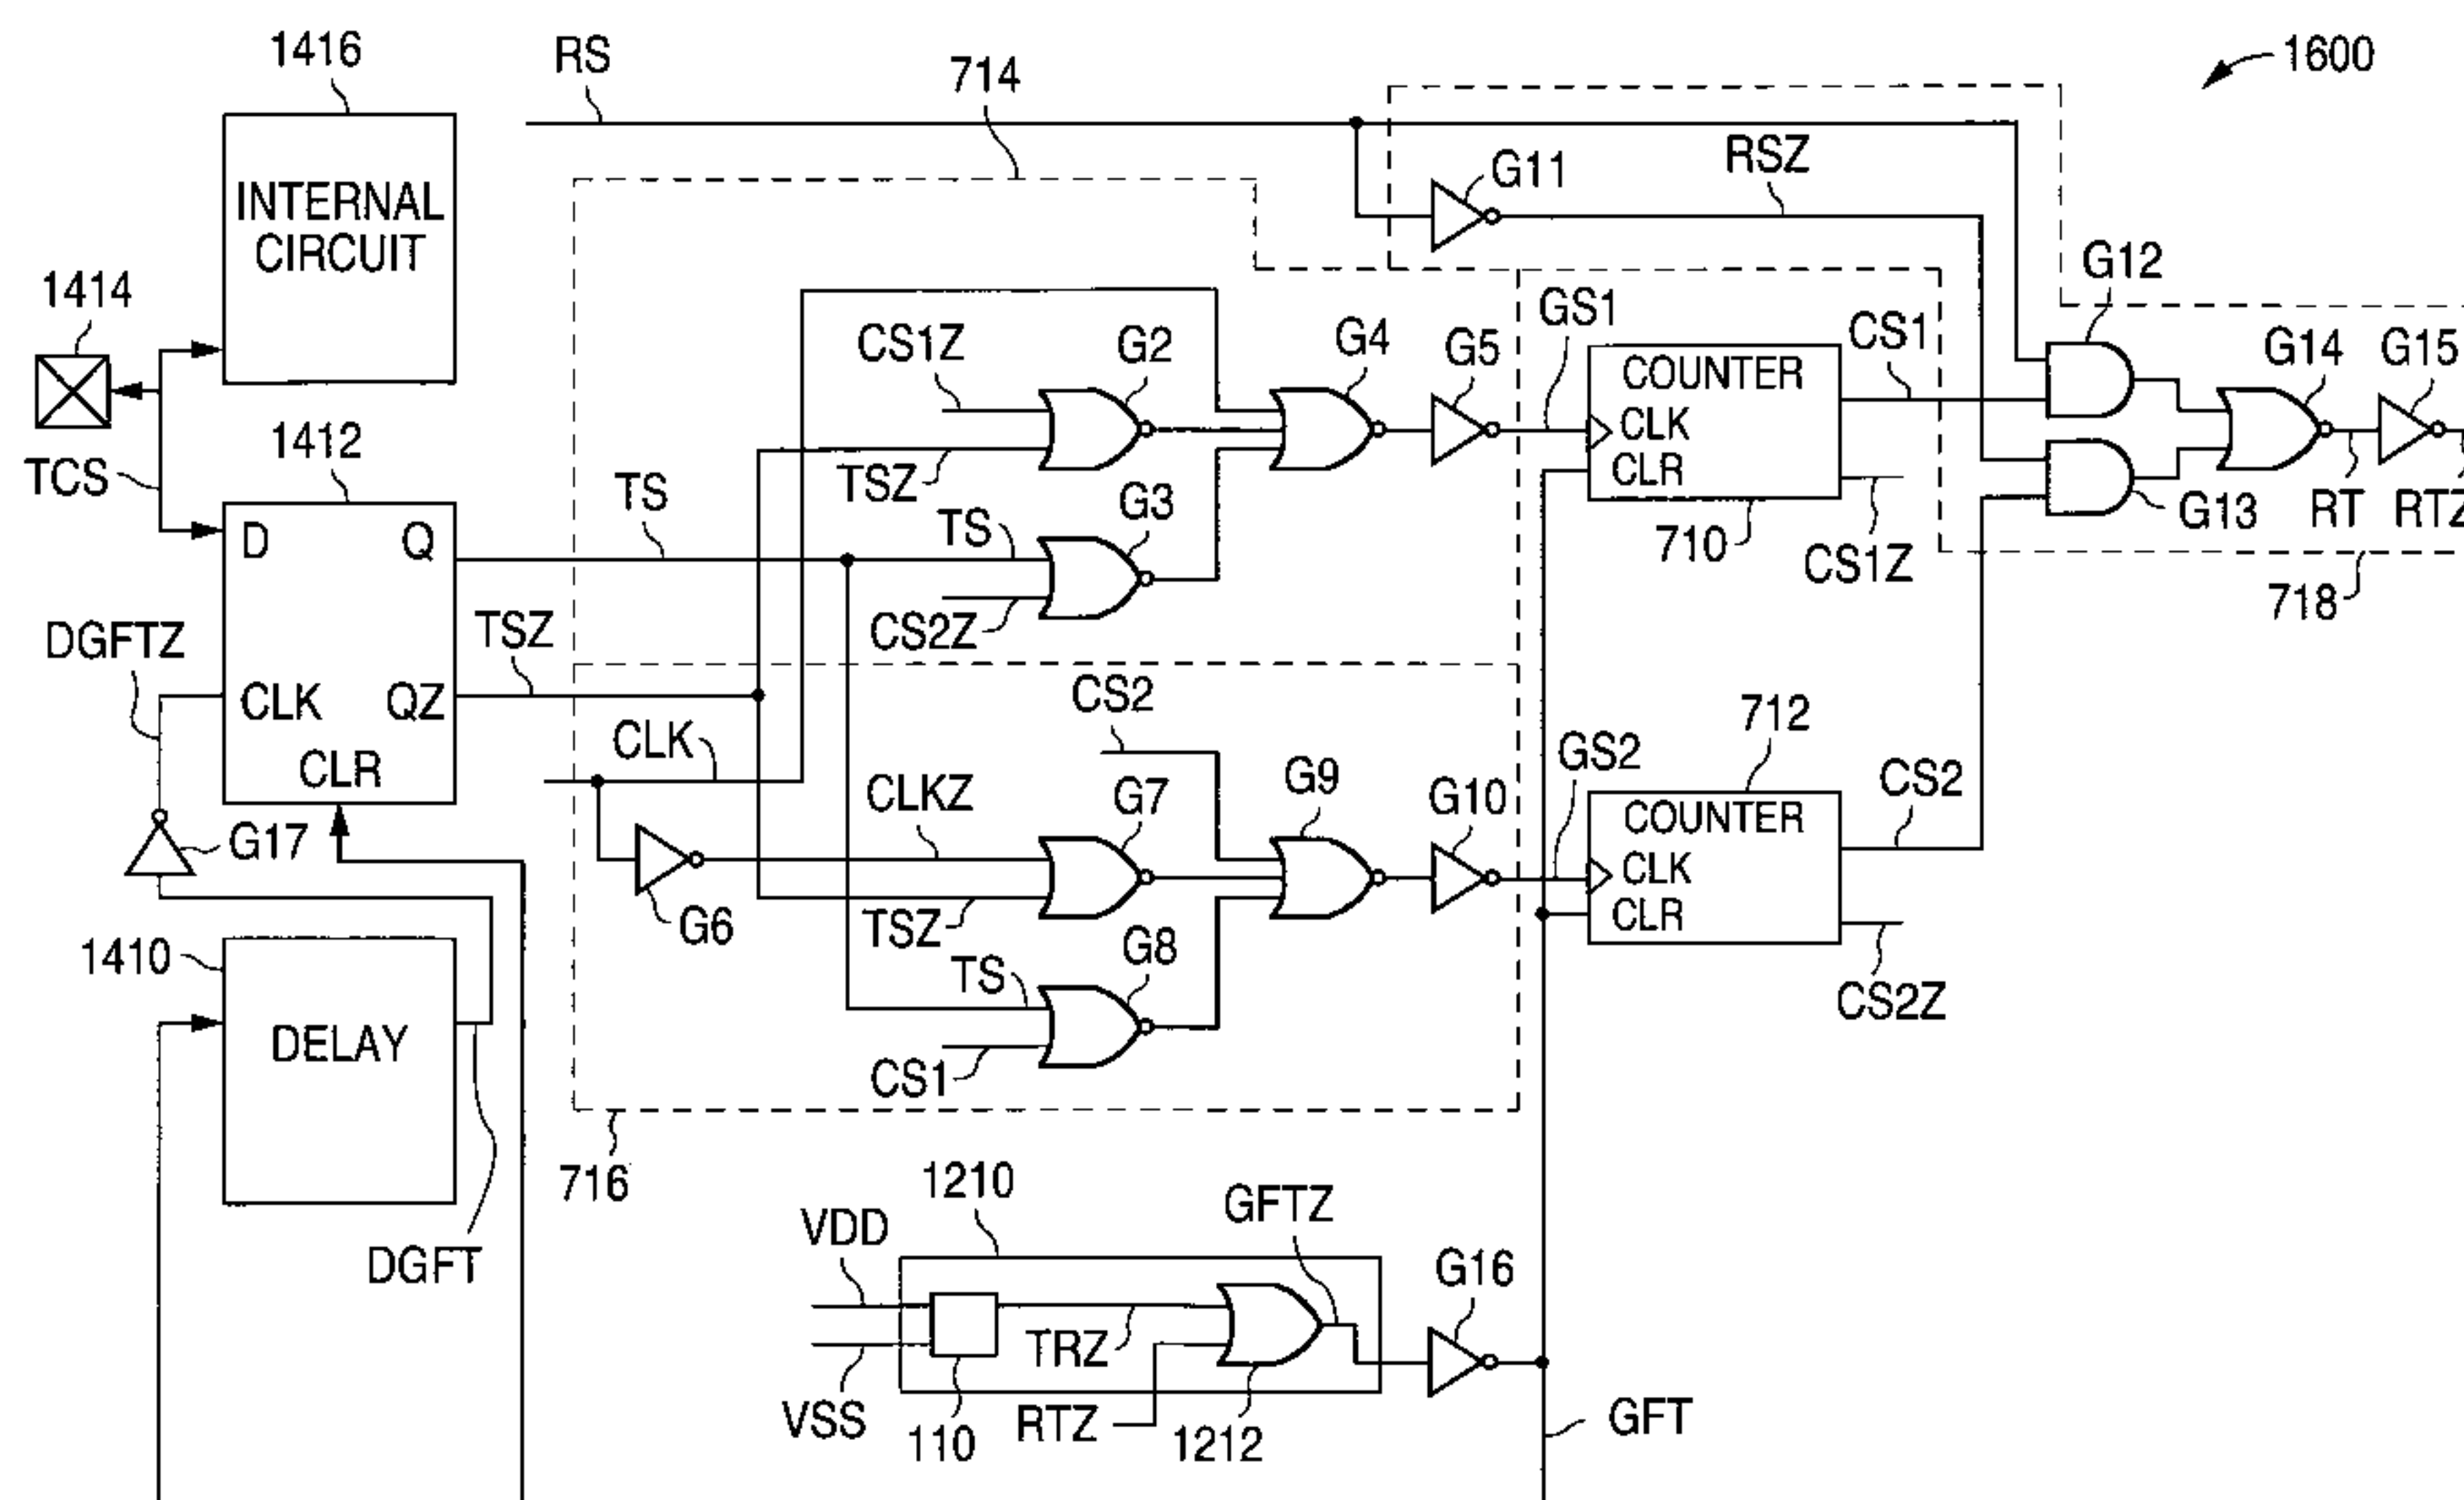 1416
RS
714
1600
INTERNAL
CIRCUIT
G11
RSZ
G12
1414
CS1Z
G2
G4
G5
GS1
COUNTER
CLK
CLR
CS1
G14
G15
TCS
1412
D
Q
TS
TSZ
TS
G3
710
CS1Z
G13
RT
RTZ
718
CS2Z
DGFTZ
TSZ
CLK
QZ
CLR
CLK
CS2
712
CLKZ
G7
G9
G10
GS2
COUNTER
CLK
CLR
CS2
G17
G6
TSZ
G8
TS
CS2Z
1410
DELAY
CS1
716
DGFT
1210
VDD
GFTZ
G16
TRZ
VSS
110
RTZ
1212
GFT